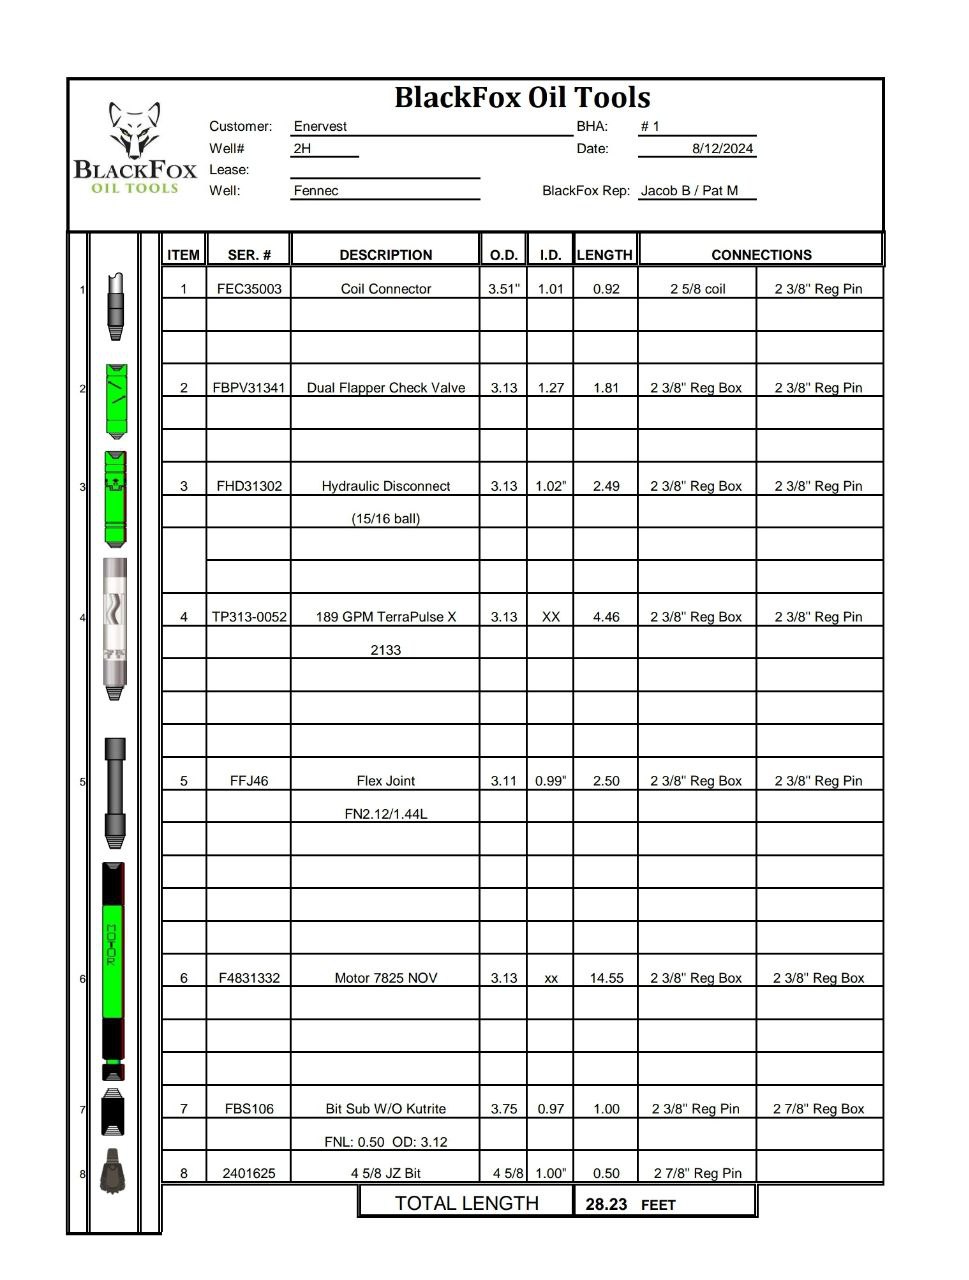 BlackFox Oil Tools
BLACKFOX
OIL TOOLS
Customer: Enervest BHA: # 1
Well# 2H Date: 8/12/2024
Lease:
Well: Fennec BlackFox Rep: Jacob B / Pat M
ITEM SER. # DESCRIPTION O.D. I.D. LENGTH CONNECTIONS
1 1 FEC35003 Coil Connector 3.51" 1.01 0.92 2 5/8 coil 2 3/8" Reg Pin
2 2 FBPV31341 Dual Flapper Check Valve 3.13 1.27 1.81 2 3/8" Reg Box 2 3/8" Reg Pin
3 3 FHD31302 Hydraulic Disconnect 3.13 1.02" 2.49 2 3/8" Reg Box 2 3/8" Reg Pin
(15/16 ball)
4 4 TP313-0052 189 GPM TerraPulse X 3.13 XX 4.46 2 3/8" Reg Box 2 3/8" Reg Pin
2133
5 5 FFJ46 Flex Joint 3.11 0.99" 2.50 2 3/8" Reg Box 2 3/8" Reg Pin
FN2.12/1.44L
MOTOR
6 6 F4831332 Motor 7825 NOV 3.13 xx 14.55 2 3/8" Reg Box 2 3/8" Reg Box
7 7 FBS106 Bit Sub W/O Kutrite 3.75 0.97 1.00 2 3/8" Reg Pin 2 7/8" Reg Box
FNL: 0.50 OD: 3.12
8 8 2401625 4 5/8 JZ Bit 4 5/8 1.00" 0.50 2 7/8" Reg Pin
TOTAL LENGTH 28.23 FEET